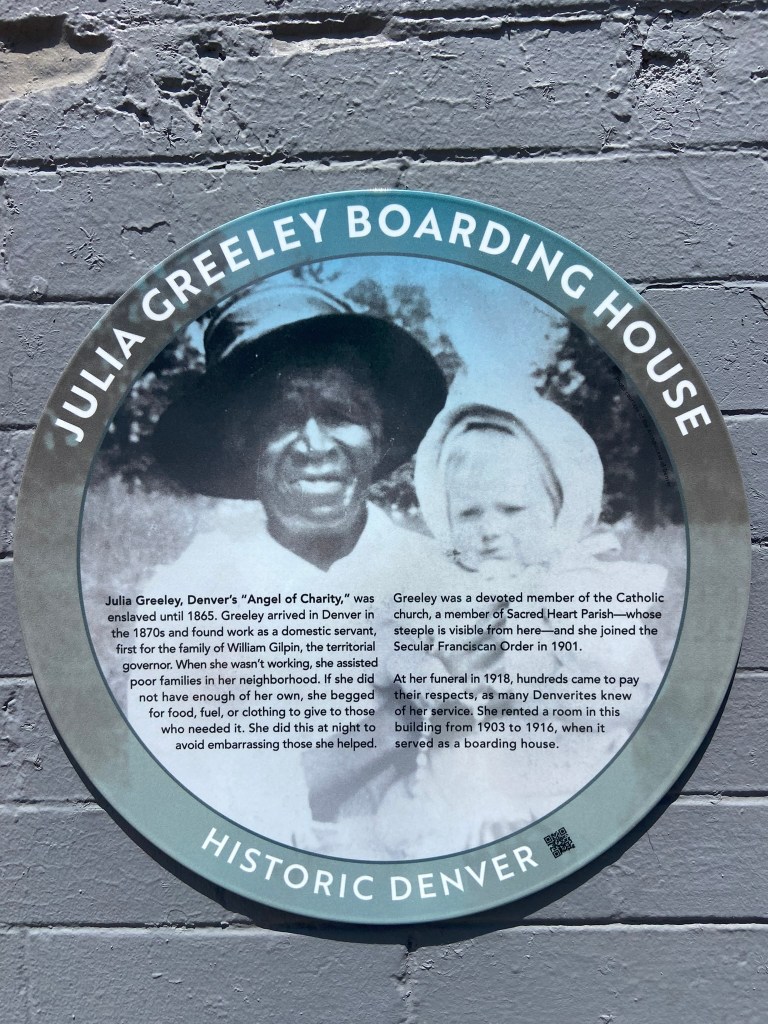 JULIA GREELEY BOARDING HOUSE
Julia Greeley, Denver's "Angel of Charity," was
enslaved until 1865. Greeley arrived in Denver in
the 1870s and found work as a domestic servant,
first for the family of William Gilpin, the territorial
governor. When she wasn't working, she assisted
poor families in her neighborhood. If she did
not have enough of her own, she begged
for food, fuel, or clothing to give to those
who needed it. She did this at night to
avoid embarrassing those she helped.
Greeley was a devoted member of the Catholic
church, a member of Sacred Heart Parish—whose
steeple is visible from here—and she joined the
Secular Franciscan Order in 1901.
At her funeral in 1918, hundreds came to pay
their respects, as many Denverites knew
of her service. She rented a room in this
building from 1903 to 1916, when it
served as a boarding house.
HISTORIC DENVER